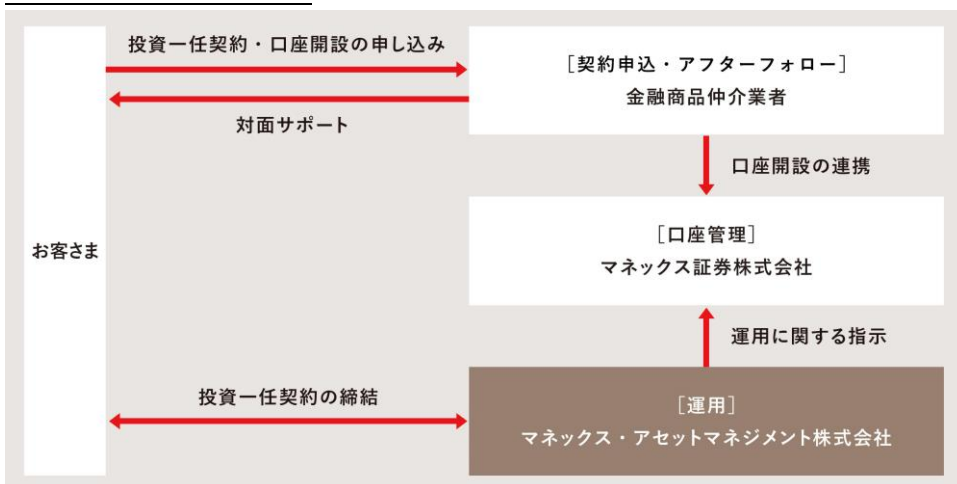 投資一任契約・口座開設の申し込み
対面サポート
［契約申込・アフターフォロー］
金融商品仲介業者
口座開設の連携
お客さま
［口座管理］
マネックス証券株式会社
運用に関する指示
投資一任契約の締結
［運用］
マネックス・アセットマネジメント株式会社